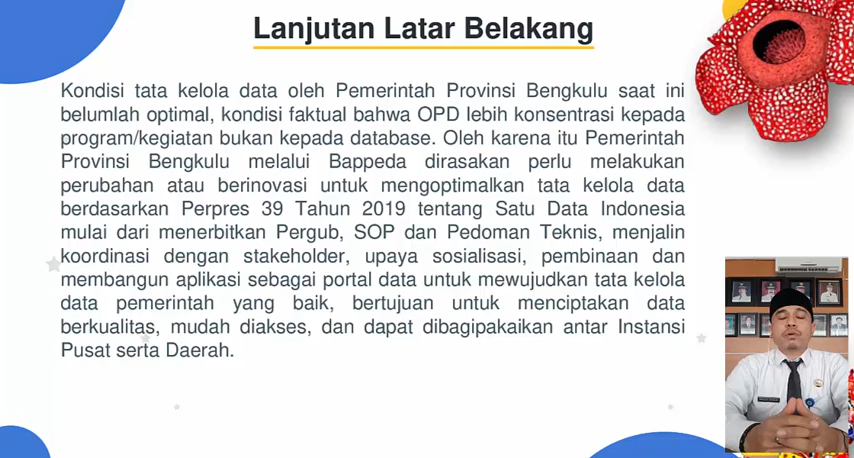 Lanjutan Latar Belakang
Kondisi tata kelola data oleh Pemerintah Provinsi Bengkulu saat ini
belumlah optimal, kondisi faktual bahwa OPD lebih konsentrasi kepada
program/kegiatan bukan kepada database. Oleh karena itu Pemerintah
Provinsi Bengkulu melalui Bappeda dirasakan perlu melakukan
perubahan atau berinovasi untuk mengoptimalkan tata kelola data
berdasarkan Perpres 39 Tahun 2019 tentang Satu Data Indonesia
mulai dari menerbitkan Pergub, SOP dan Pedoman Teknis, menjalin
koordinasi dengan stakeholder, upaya sosialisasi, pembinaan dan
membangun aplikasi sebagai portal data untuk mewujudkan tata kelola
data pemerintah yang baik, bertujuan untuk menciptakan data
berkualitas, mudah diakses, dan dapat dibagipakaikan antar Instansi
Pusat serta Daerah.